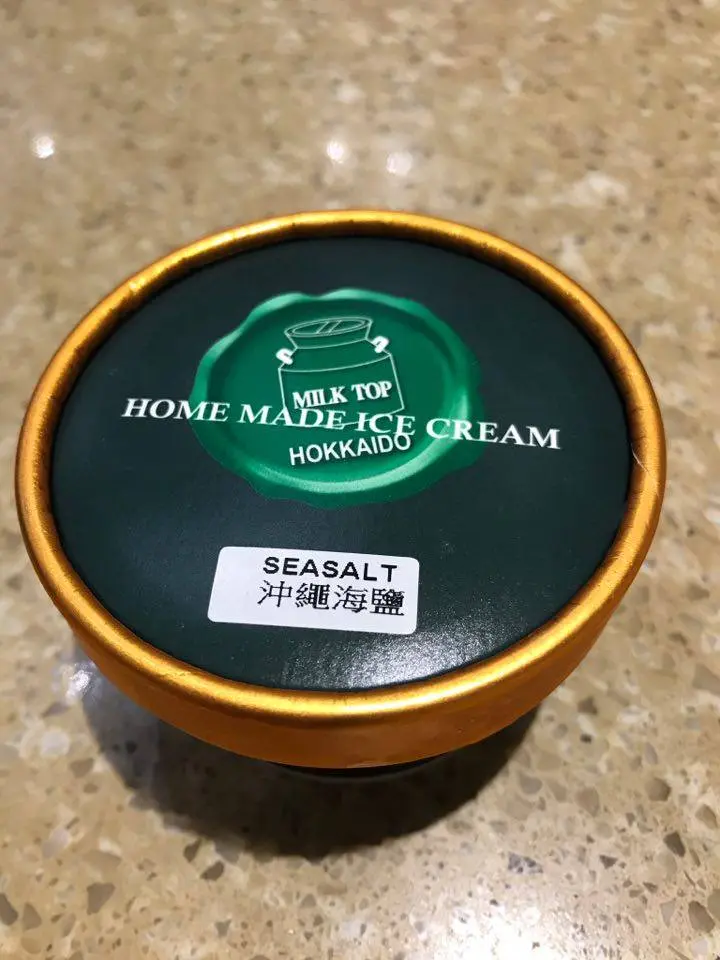 MILK TOP
HOME MADE ICE CREAM
HOKKAIDO
SEASALT
沖繩海鹽